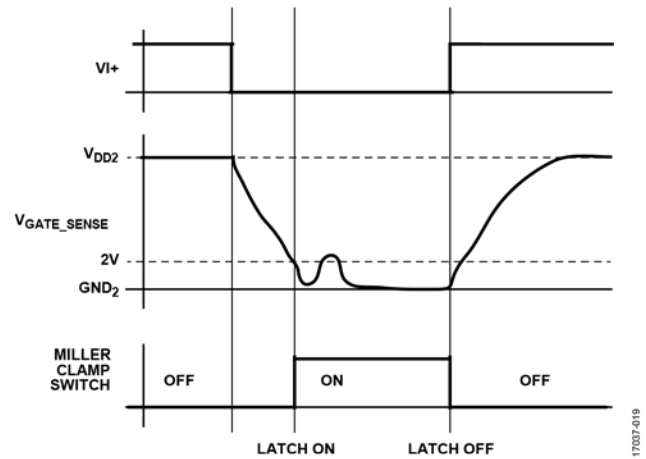 VI+
VDD2
VGATE_SENSE
2V
GND2
MILLER
CLAMP
SWITCH
OFF
ON
OFF
LATCH ON
LATCH OFF
17037-019